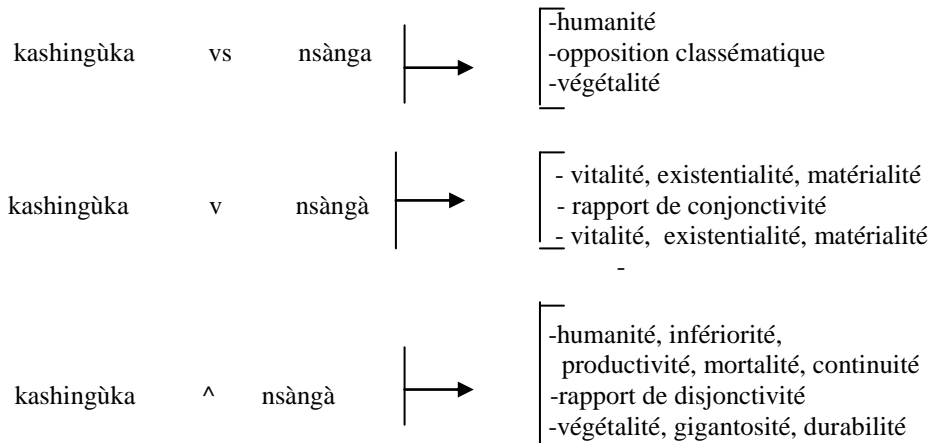 -humanité
kashingùka vs nsànga -opposition classématique
-végétalité
- vitalité, existentialité, matérialité
kashingùka v nsàngà - rapport de conjonctivité
- vitalité, existentialité, matérialité
-
-humanité, infériorité,
productivité, mortalité, continuité
kashingùka ^ nsàngà -rapport de disjonctivité
-végétalité, gigantosité, durabilité